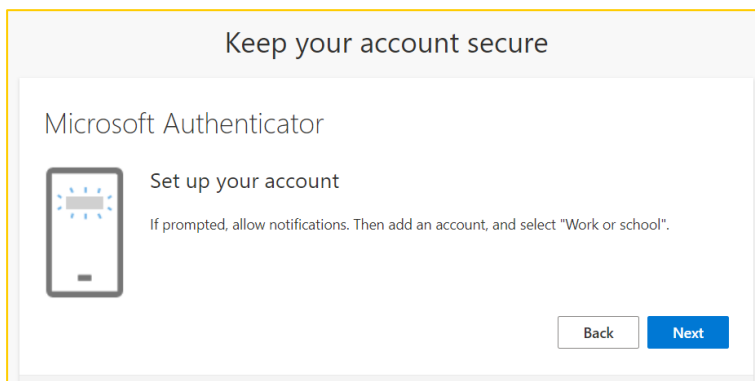 Keep your account secure
Microsoft Authenticator
Set up your account
If prompted, allow notifications. Then add an account, and select "Work or school".
Back Next